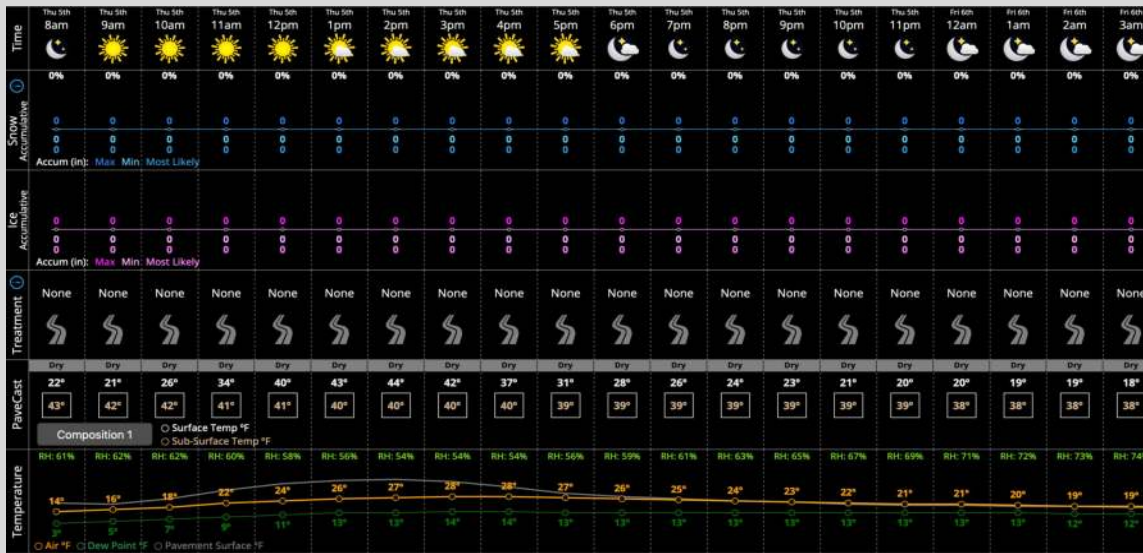 Time
Thu 5th Thu 5th Thu 5th Thu 5th Thu 5th Thu 5th Thu 5th Thu 5th Thu 5th Thu 5th Thu 5th Thu 5th Thu 5th Thu 5th Thu 5th Thu 5th Fri 6th Fri 6th Fri 6th Fri 6th
8am 9am 10am 11am 12pm 1pm 2pm 3pm 4pm 5pm 6pm 7pm 8pm 9pm 10pm 11pm 12am 1am 2am 3am
Snow
Accumulative
0% 0% 0% 0% 0% 0% 0% 0% 0% 0% 0% 0% 0% 0% 0% 0% 0% 0% 0% 0%
0 0 0 0 0 0 0 0 0 0 0 0 0 0 0 0 0 0 0 0
0 0 0 0 0 0 0 0 0 0 0 0 0 0 0 0 0 0 0 0
0 0 0 0 0 0 0 0 0 0 0 0 0 0 0 0 0 0 0 0
Accum (in): Max Min Most Likely
Ice
Accumulative
0 0 0 0 0 0 0 0 0 0 0 0 0 0 0 0 0 0 0 0
0 0 0 0 0 0 0 0 0 0 0 0 0 0 0 0 0 0 0 0
0 0 0 0 0 0 0 0 0 0 0 0 0 0 0 0 0 0 0 0
Accum (in): Max Min Most Likely
Treatment
None None None None None None None None None None None None None None None None None None None None
PaveCast
Dry Dry Dry Dry Dry Dry Dry Dry Dry Dry Dry Dry Dry Dry Dry Dry Dry Dry Dry Dry
22° 21° 26° 34° 40° 43° 44° 42° 37° 31° 28° 26° 24° 23° 21° 20° 20° 19° 19° 18°
43° 42° 42° 41° 41° 40° 40° 40° 40° 39° 39° 39° 39° 39° 39° 39° 38° 38° 38° 38°
Composition 1
Surface Temp °F
Sub-Surface Temp °F
Temperature
RH: 61% RH: 62% RH: 62% RH: 60% RH: 58% RH: 56% RH: 54% RH: 54% RH: 54% RH: 56% RH: 59% RH: 61% RH: 63% RH: 65% RH: 67% RH: 69% RH: 71% RH: 72% RH: 73% RH: 74%
14° 16° 18° 22° 24° 26° 27° 28° 28° 27° 26° 25° 24° 23° 22° 21° 21° 20° 19° 19°
3° 5° 7° 9° 11° 13° 13° 14° 14° 13° 13° 13° 13° 13° 13° 13° 13° 13° 12° 12°
Air °F Dew Point °F Pavement Surface °F